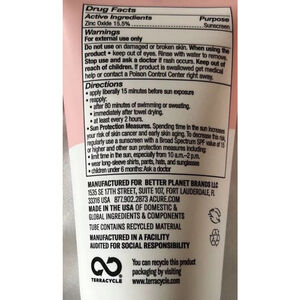 Drug Facts
Active Ingredients Purpose
Zinc Oxide 15.5% Sunscreen
Warnings
For external use only
Do not use on damaged or broken skin. When using the
product • keep out of eyes. Rinse with water to remove.
Stop use and ask a doctor if rash occurs. Keep out of
reach of children. If product is swallowed get medical
help or contact a Poison Control Center right away.
Directions
• apply liberally 15 minutes before sun exposure
• reapply:
• after 80 minutes of swimming or sweating.
• immediately after towel drying.
• at least every 2 hours.
• Sun Protection Measures. Spending time in the sun increases
your risk of skin cancer and early skin aging. To decrease this risk,
regularly use a sunscreen with a Broad Spectrum SPF value of 15
or higher and other sun protection measures including:
• limit time in the sun, especially from 10 a.m.–2 p.m.
• wear long-sleeve shirts, pants, hats, and sunglasses
• children under 6 months: Ask a doctor
MANUFACTURED FOR BETTER PLANET BRANDS LLC
1535 SE 17TH STREET, SUITE 107, FORT LAUDERDALE, FL
33316 USA 877.902.2873 ACURE.COM
MADE IN THE USA OF DOMESTIC &
GLOBAL INGREDIENTS & COMPONENTS
TUBE CONTAINS RECYCLED MATERIAL
MANUFACTURED IN A FACILITY
AUDITED FOR SOCIAL RESPONSIBILITY
TERRACYCLE
You can recycle this product
packaging by visiting
www.terracycle.com